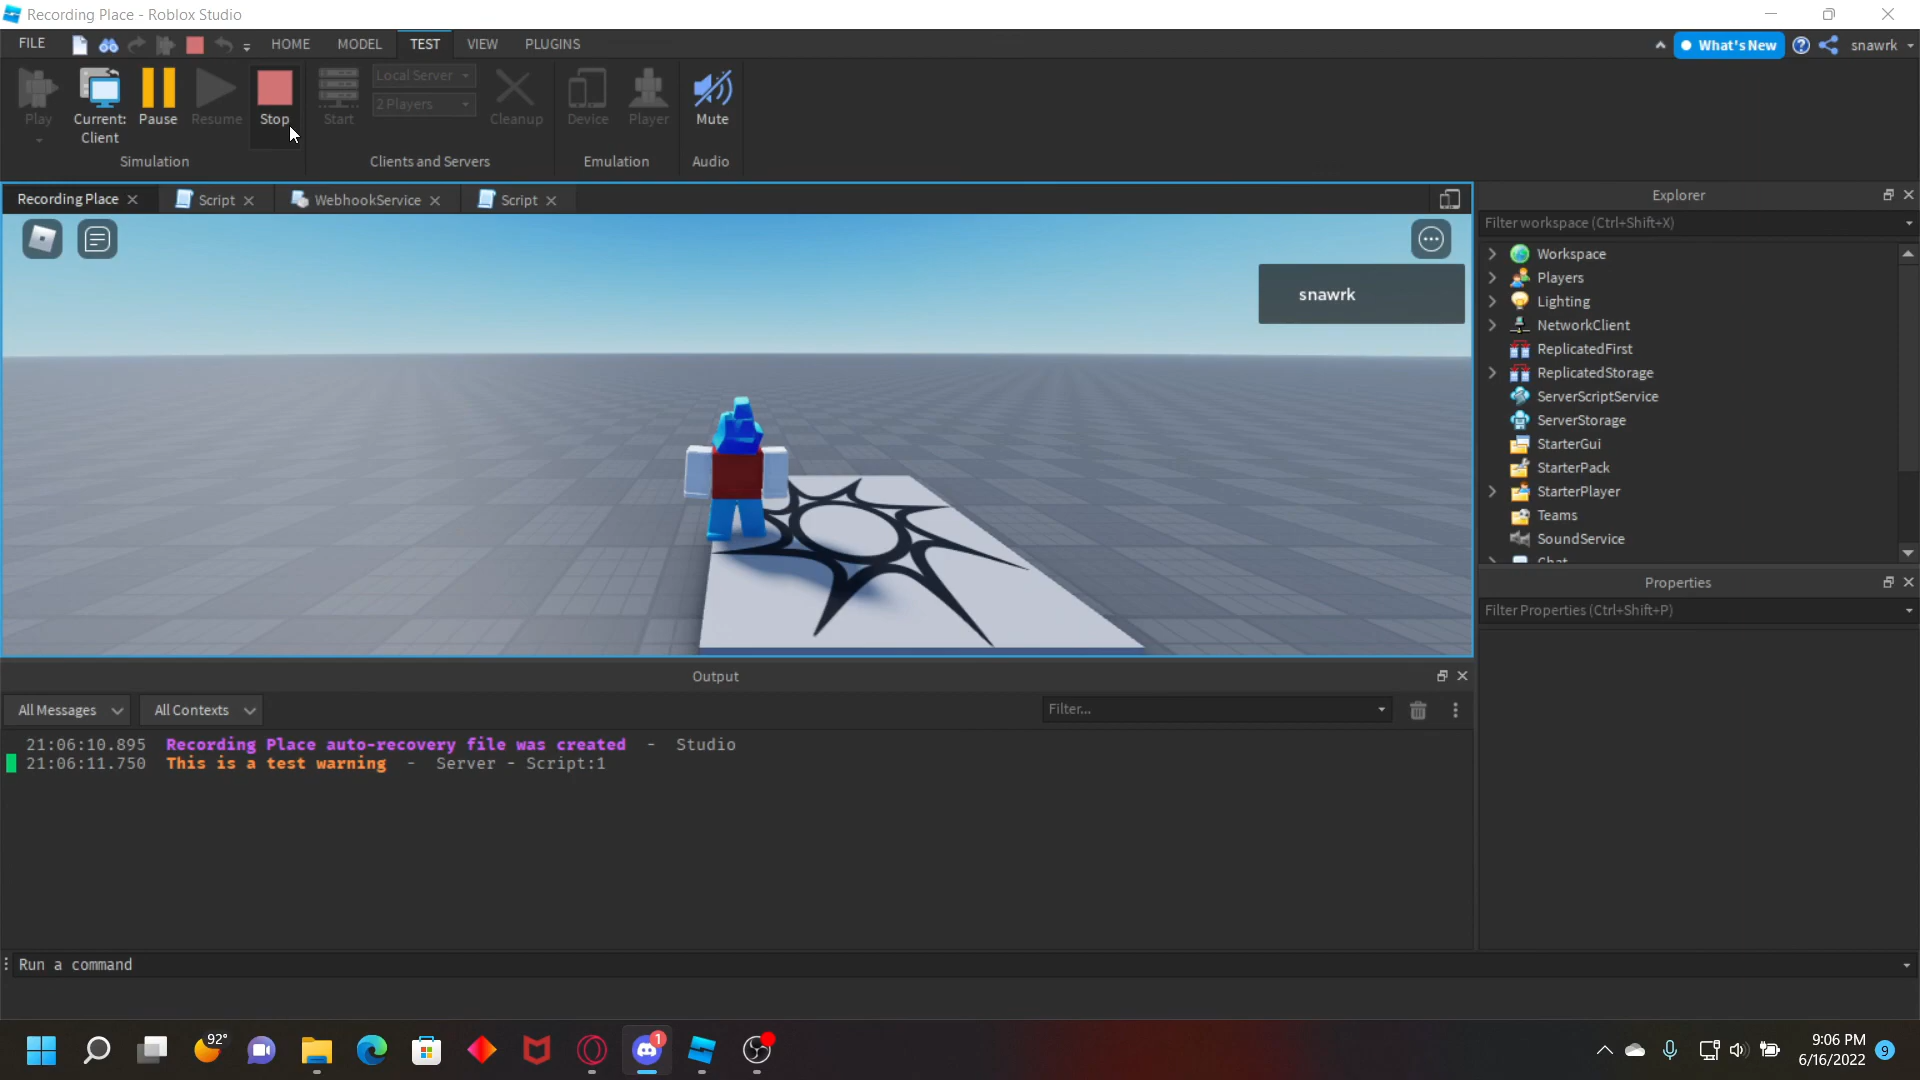 Recording Place - Roblox Studio
FILE HOME MODEL TEST VIEW PLUGINS What's New snawrk
Play Current: Client Pause Resume Stop Start Local Server 2 Players Cleanup Device Player Mute
Simulation Clients and Servers Emulation Audio
Recording Place Script WebhookService Script
snawrk
Explorer
Filter workspace (Ctrl+Shift+X)
Workspace
Players
Lighting
NetworkClient
ReplicatedFirst
ReplicatedStorage
ServerScriptService
ServerStorage
StarterGui
StarterPack
StarterPlayer
Teams
SoundService
Chat
Properties
Filter Properties (Ctrl+Shift+P)
Output
All Messages All Contexts Filter...
21:06:10.895 Recording Place auto-recovery file was created - Studio
21:06:11.750 This is a test warning - Server - Script:1
Run a command
92° 1
9:06 PM
6/16/2022 9